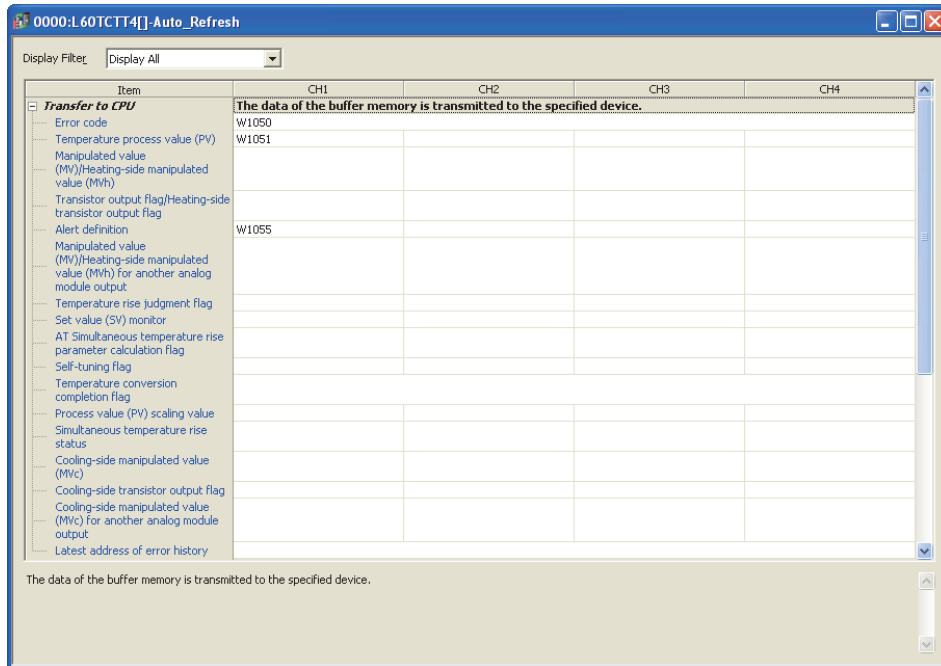 0000:L60TCTT4[]-Auto_Refresh
Display Filter Display All
Item CH1 CH2 CH3 CH4
Transfer to CPU The data of the buffer memory is transmitted to the specified device.
Error code W1050
Temperature process value (PV) W1051
Manipulated value
(MV)/Heating-side manipulated
value (MVh)
Transistor output flag/Heating-side
transistor output flag
Alert definition W1055
Manipulated value
(MV)/Heating-side manipulated
value (MVh) for another analog
module output
Temperature rise judgment flag
Set value (SV) monitor
AT Simultaneous temperature rise
parameter calculation flag
Self-tuning flag
Temperature conversion
completion flag
Process value (PV) scaling value
Simultaneous temperature rise
status
Cooling-side manipulated value
(MVc)
Cooling-side transistor output flag
Cooling-side manipulated value
(MVc) for another analog module
output
Latest address of error history
The data of the buffer memory is transmitted to the specified device.